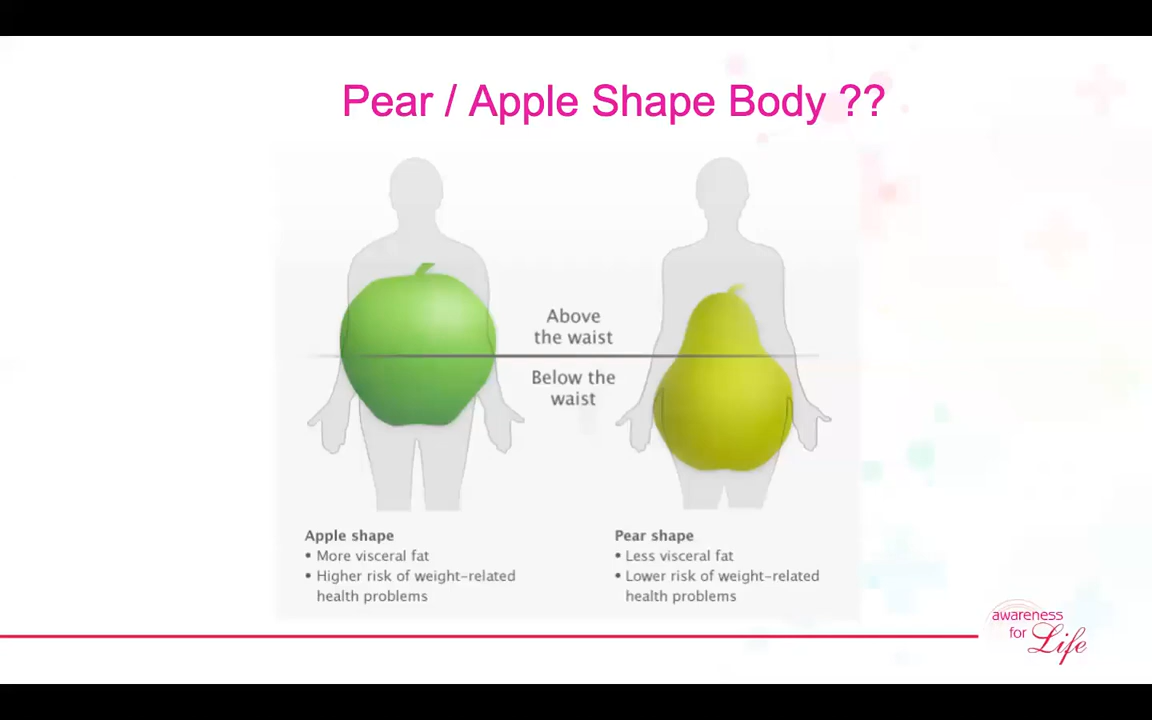 Pear / Apple Shape Body ??
Above
the waist
Below the
waist
Apple shape
• More visceral fat
• Higher risk of weight-related
health problems
Pear shape
• Less visceral fat
• Lower risk of weight-related
health problems
awareness
for
Life